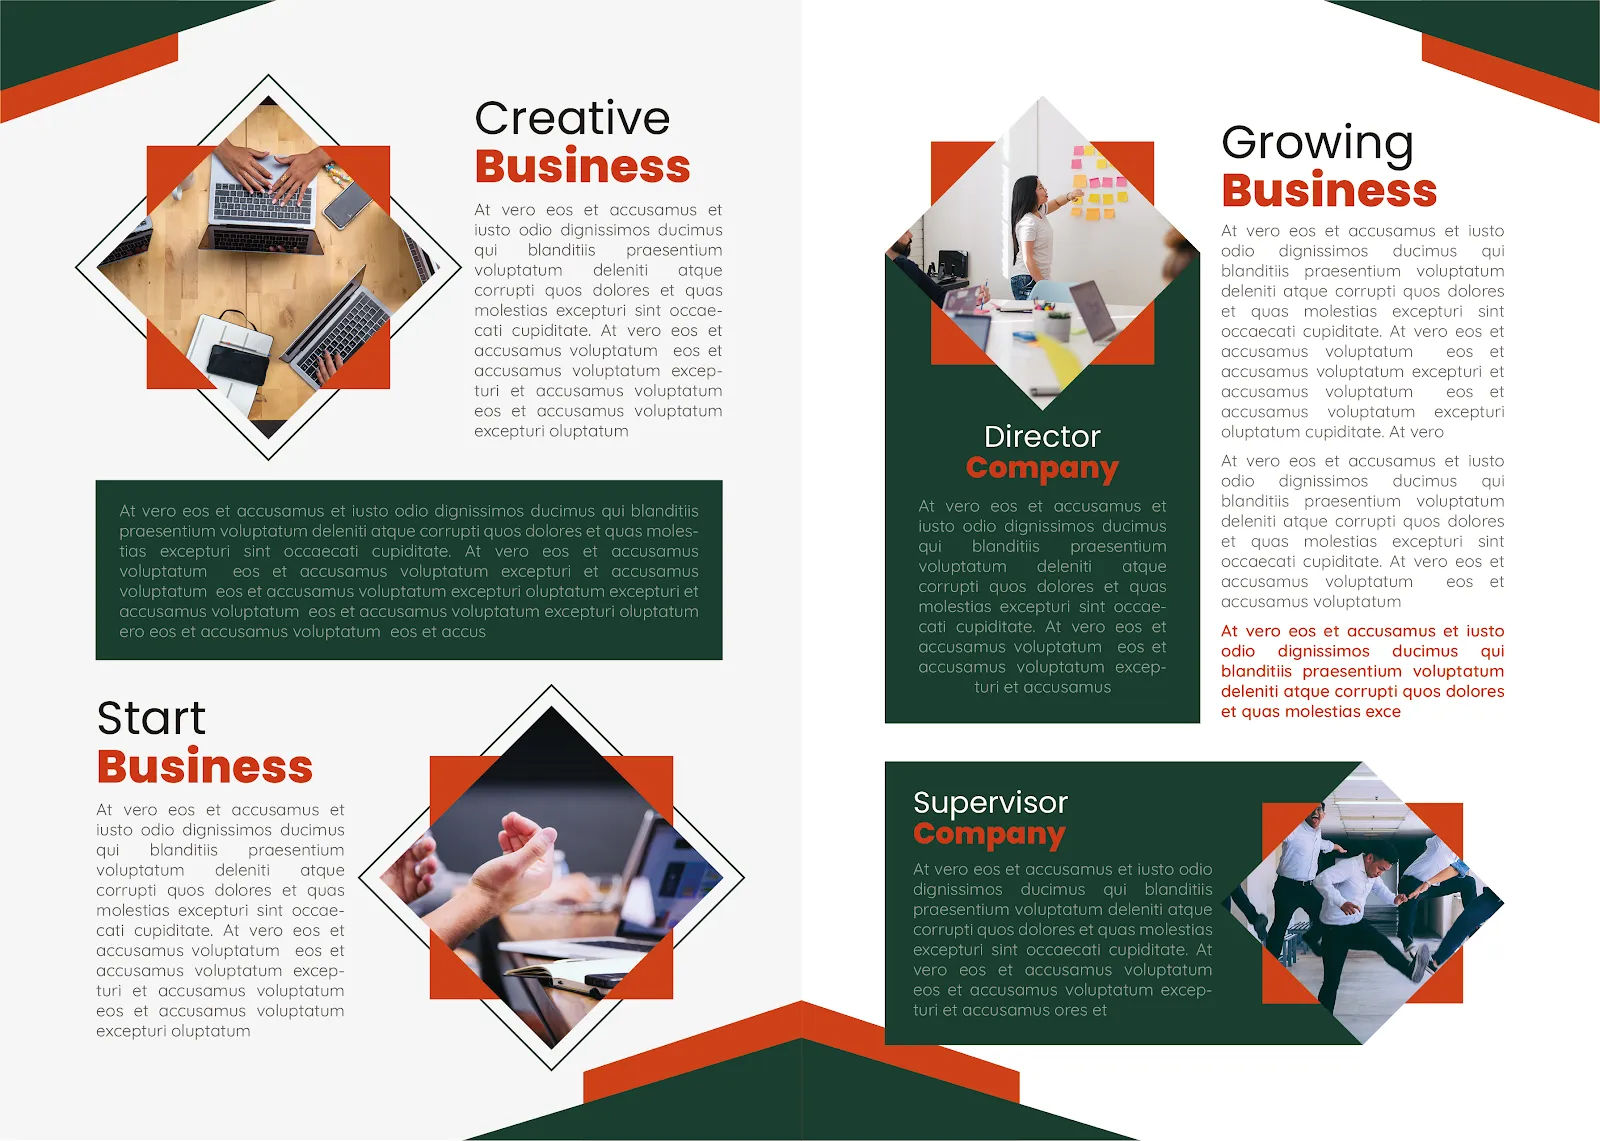 Creative
Business
At vero eos et accusamus et
iusto odio dignissimos ducimus
qui blanditiis praesentium
voluptatum deleniti atque
corrupti quos dolores et quas
molestias excepturi sint occae-
cati cupiditate. At vero eos et
accusamus voluptatum eos et
accusamus voluptatum excep-
turi et accusamus voluptatum
eos et accusamus voluptatum
excepturi oluptatum
At vero eos et accusamus et iusto odio dignissimos ducimus qui blanditiis
praesentium voluptatum deleniti atque corrupti quos dolores et quas moles-
tias excepturi sint occaecati cupiditate. At vero eos et accusamus
voluptatum eos et accusamus voluptatum excepturi et accusamus
voluptatum eos et accusamus voluptatum excepturi oluptatum excepturi et
accusamus voluptatum eos et accusamus voluptatum excepturi oluptatum
ero eos et accusamus voluptatum eos et accus
Start
Business
At vero eos et accusamus et
iusto odio dignissimos ducimus
qui blanditiis praesentium
voluptatum deleniti atque
corrupti quos dolores et quas
molestias excepturi sint occae-
cati cupiditate. At vero eos et
accusamus voluptatum eos et
accusamus voluptatum excep-
turi et accusamus voluptatum
eos et accusamus voluptatum
excepturi oluptatum
Director
Company
At vero eos et accusamus et
iusto odio dignissimos ducimus
qui blanditiis praesentium
voluptatum deleniti atque
corrupti quos dolores et quas
molestias excepturi sint occae-
cati cupiditate. At vero eos et
accusamus voluptatum eos et
accusamus voluptatum excep-
turi et accusamus
Growing
Business
At vero eos et accusamus et iusto
odio dignissimos ducimus qui
blanditiis praesentium voluptatum
deleniti atque corrupti quos dolores
et quas molestias excepturi sint
occaecati cupiditate. At vero eos et
accusamus voluptatum eos et
accusamus voluptatum excepturi et
accusamus voluptatum eos et
accusamus voluptatum excepturi
oluptatum cupiditate. At vero
At vero eos et accusamus et iusto
odio dignissimos ducimus qui
blanditiis praesentium voluptatum
deleniti atque corrupti quos dolores
et quas molestias excepturi sint
occaecati cupiditate. At vero eos et
accusamus voluptatum eos et
accusamus voluptatum
At vero eos et accusamus et iusto
odio dignissimos ducimus qui
blanditiis praesentium voluptatum
deleniti atque corrupti quos dolores
et quas molestias exce
Supervisor
Company
At vero eos et accusamus et iusto odio
dignissimos ducimus qui blanditiis
praesentium voluptatum deleniti atque
corrupti quos dolores et quas molestias
excepturi sint occaecati cupiditate. At
vero eos et accusamus voluptatum
eos et accusamus voluptatum excep-
turi et accusamus ores et